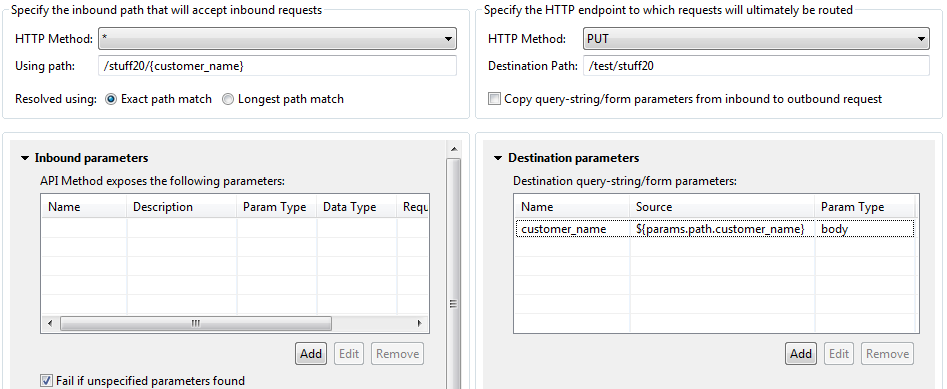 Specify the inbound path that will accept inbound requests
HTTP Method: *
Using path: /stuff20/{customer_name}
Resolved using: Exact path match Longest path match
Inbound parameters
API Method exposes the following parameters:
Name Description Param Type Data Type Requ
Add Edit Remove
Fail if unspecified parameters found
Specify the HTTP endpoint to which requests will ultimately be routed
HTTP Method: PUT
Destination Path: /test/stuff20
Copy query-string/form parameters from inbound to outbound request
Destination parameters
Destination query-string/form parameters:
Name Source Param Type
customer_name ${params.path.customer_name} body
Add Edit Remove